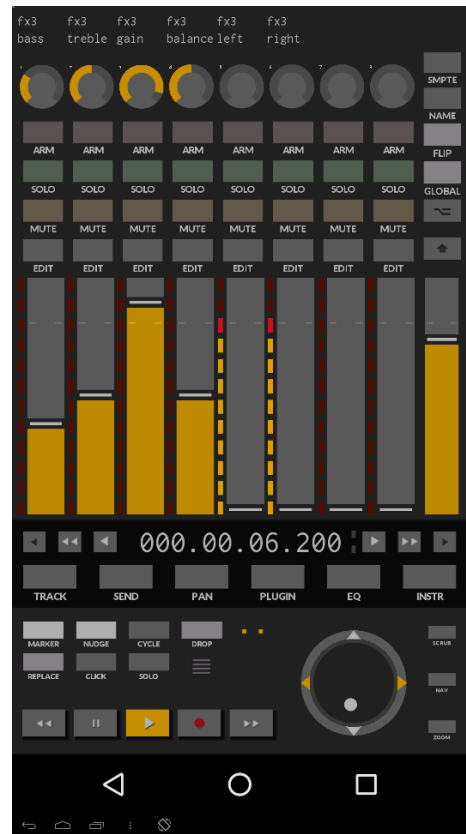 fx3 fx3 fx3 fx3 fx3 fx3
bass treble gain balance left right
SMPTE
NAME
ARM ARM ARM ARM ARM ARM ARM ARM
FLIP
SOLO SOLO SOLO SOLO SOLO SOLO SOLO SOLO
GLOBAL
MUTE MUTE MUTE MUTE MUTE MUTE MUTE MUTE
EDIT EDIT EDIT EDIT EDIT EDIT EDIT EDIT
000.00.06.200
TRACK SEND PAN PLUGIN EQ INSTR
MARKER NUDGE CYCLE DROP
SCRUB
REPLACE CLICK SOLO
NAV
ZOOM